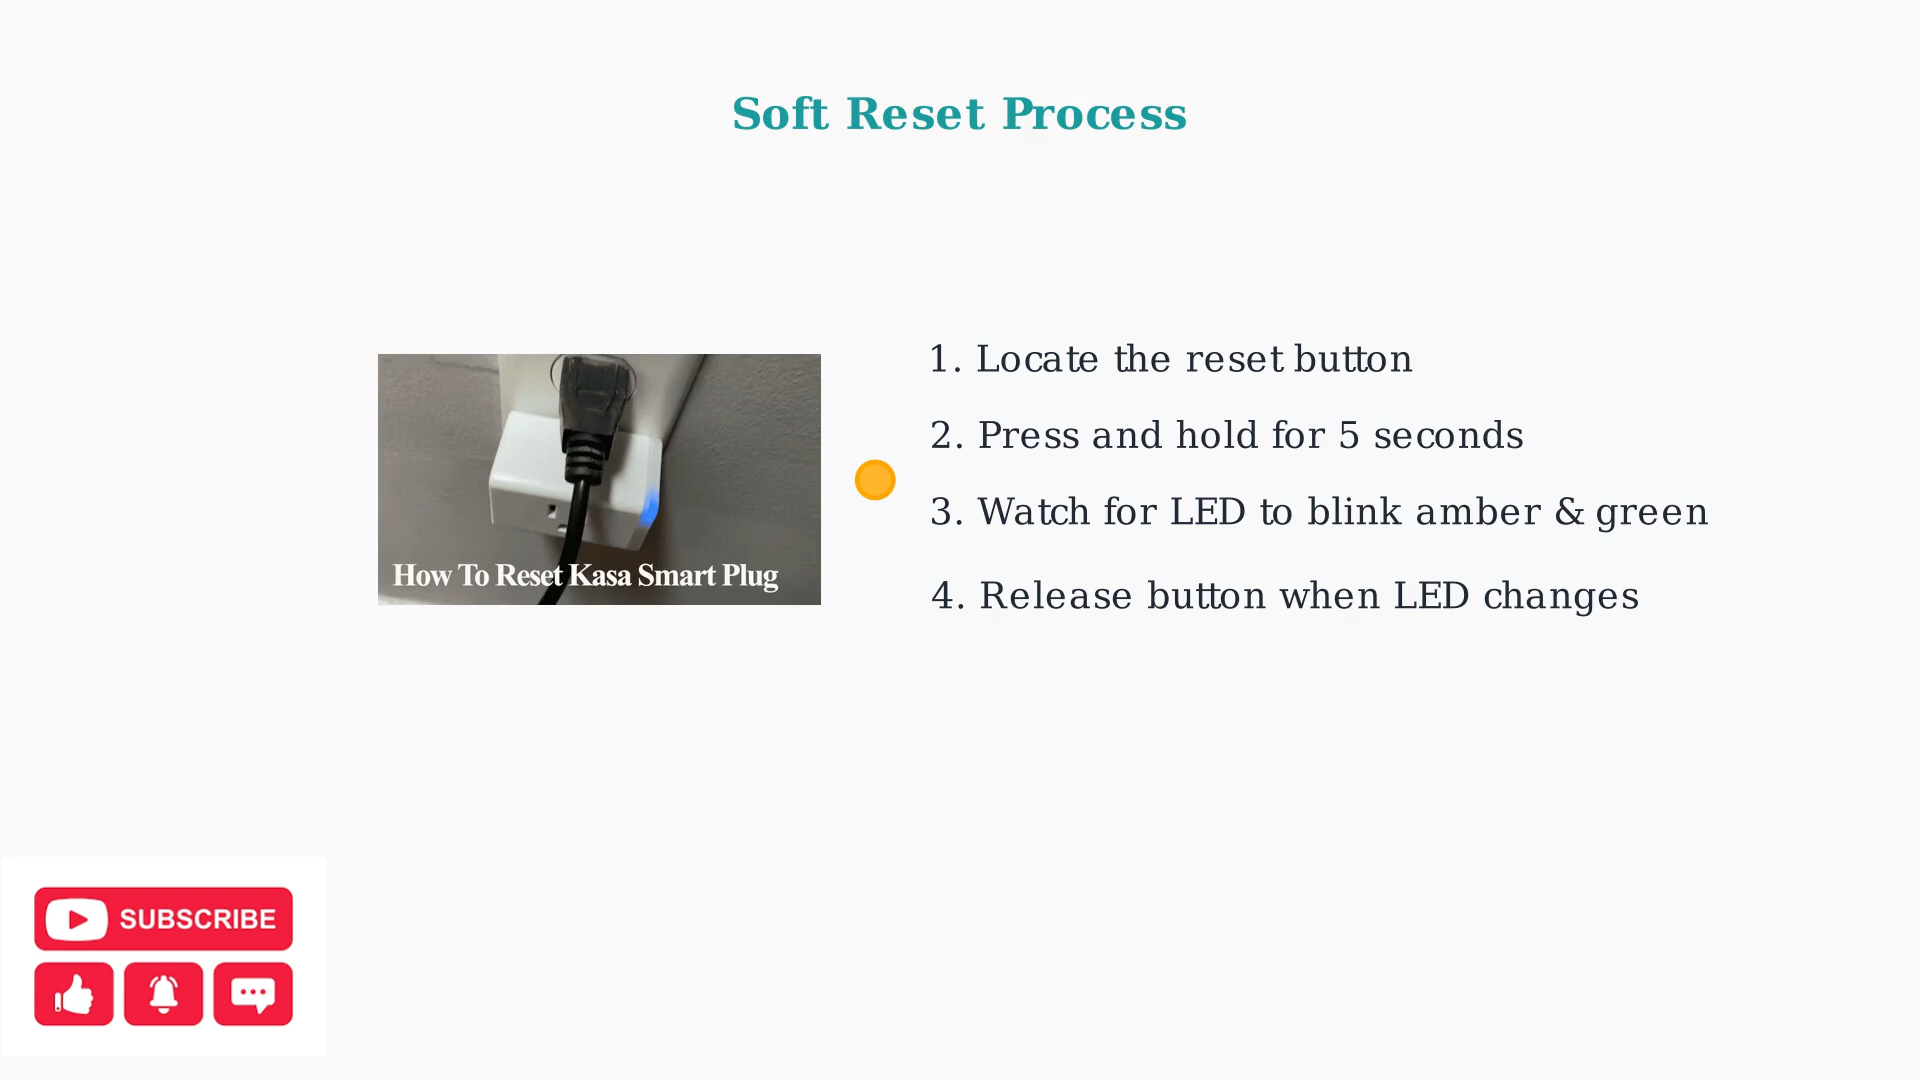 Soft Reset Process
How To Reset Kasa Smart Plug
1. Locate the reset button
2. Press and hold for 5 seconds
3. Watch for LED to blink amber & green
4. Release button when LED changes
SUBSCRIBE